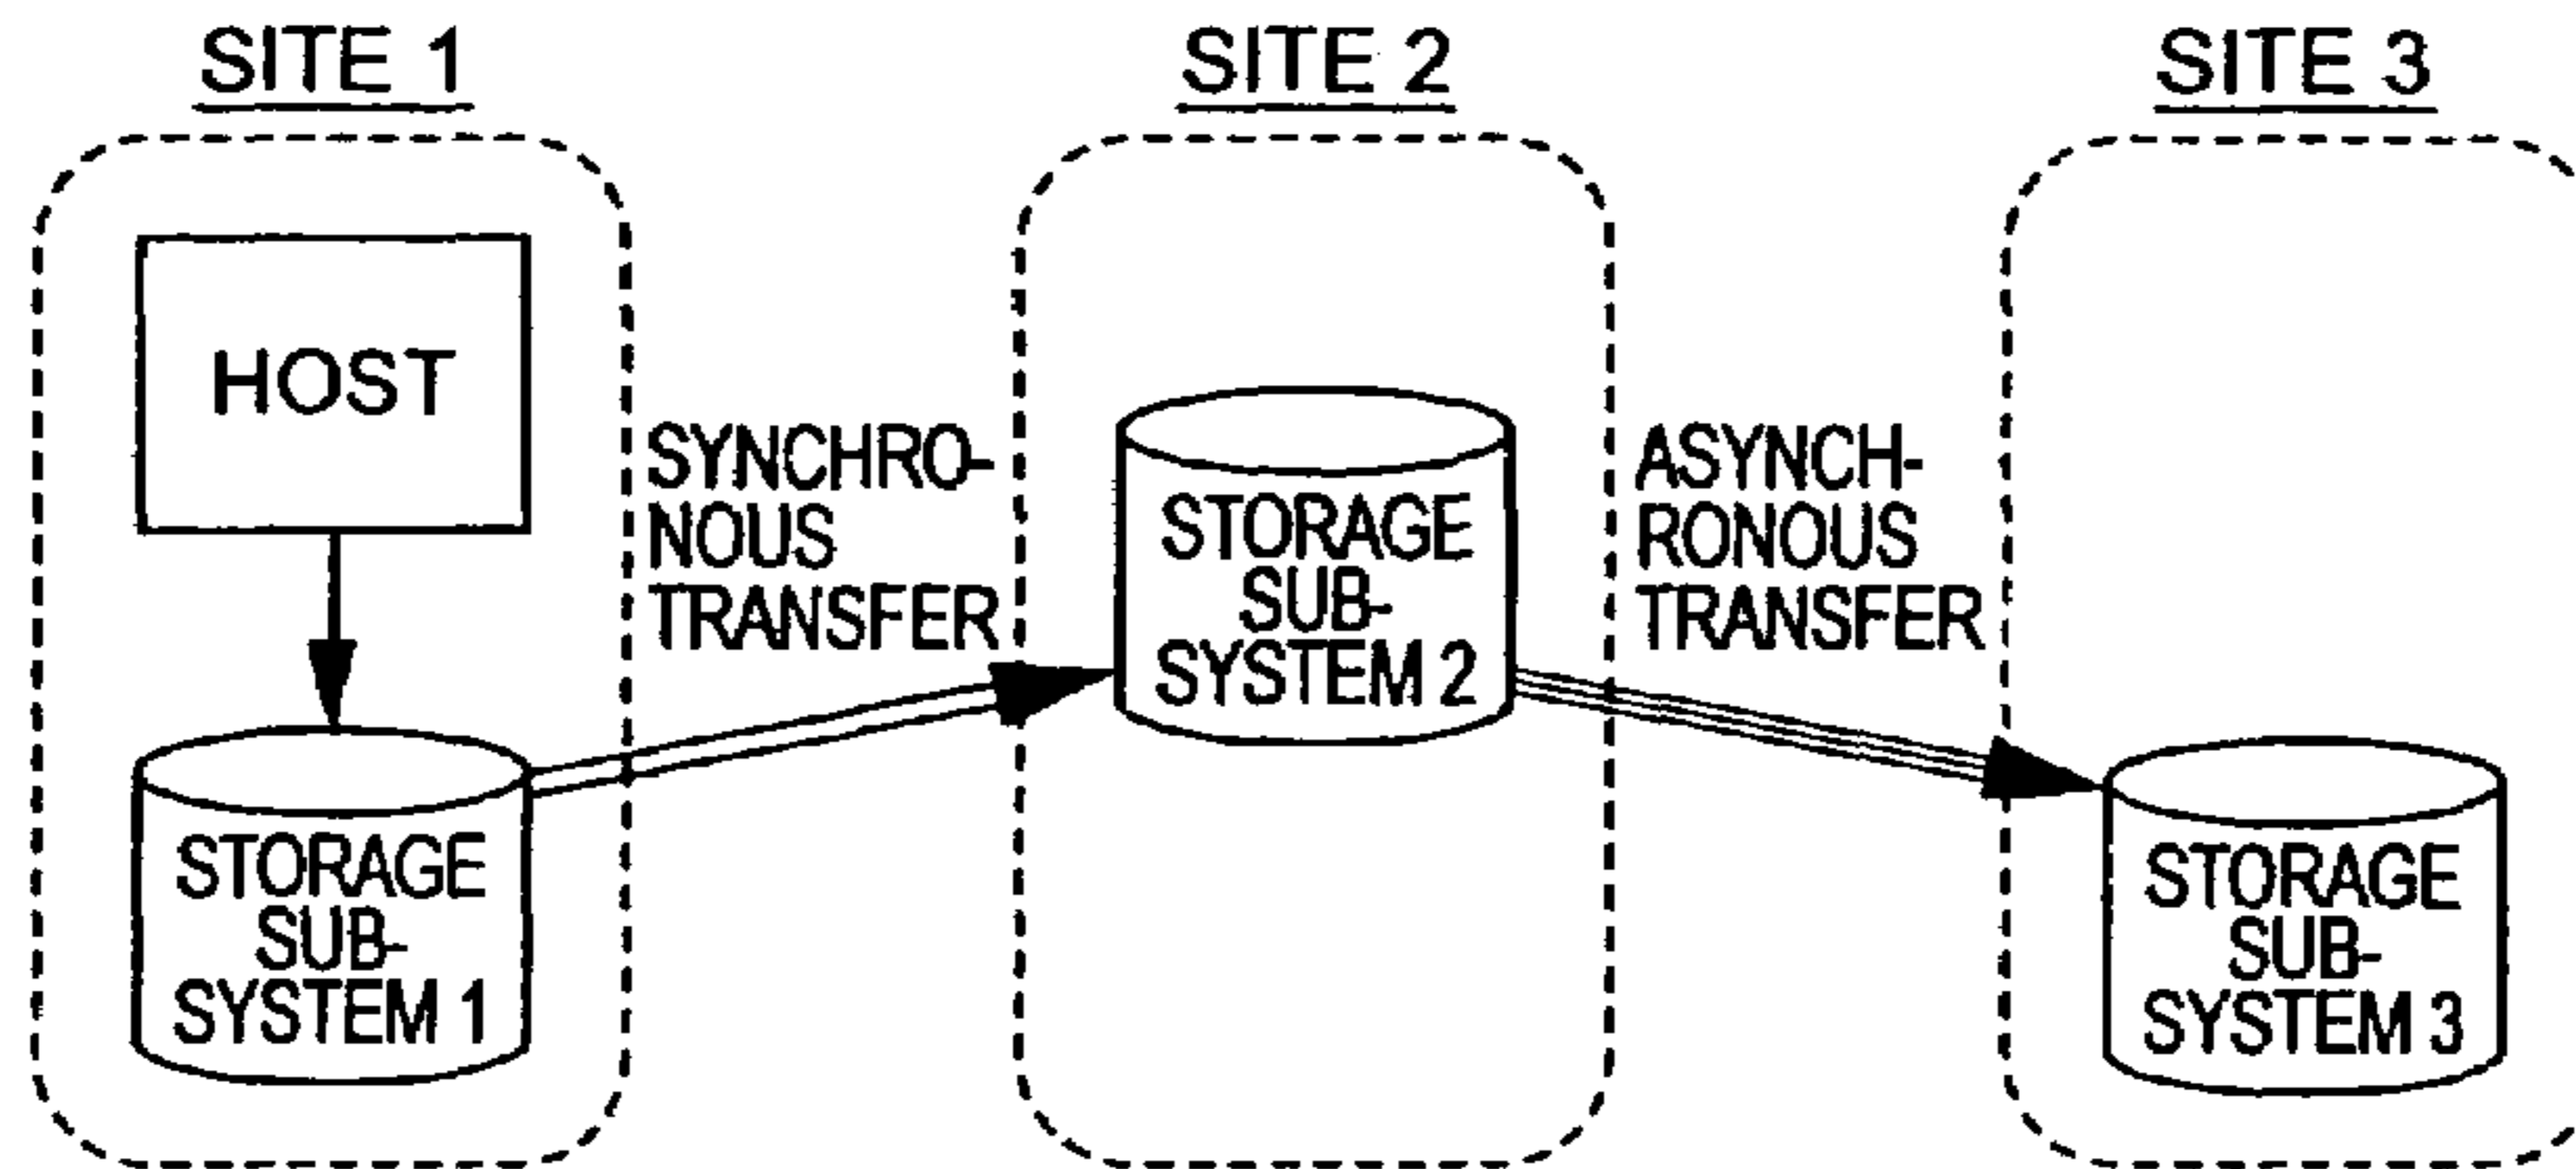 SITE 1
SITE 2
SITE 3
HOST
SYNCHRO-
NOUS
TRANSFER
STORAGE
SUB-
SYSTEM 2
ASYNCH-
RONOUS
TRANSFER
STORAGE
SUB-
SYSTEM 1
STORAGE
SUB-
SYSTEM 3